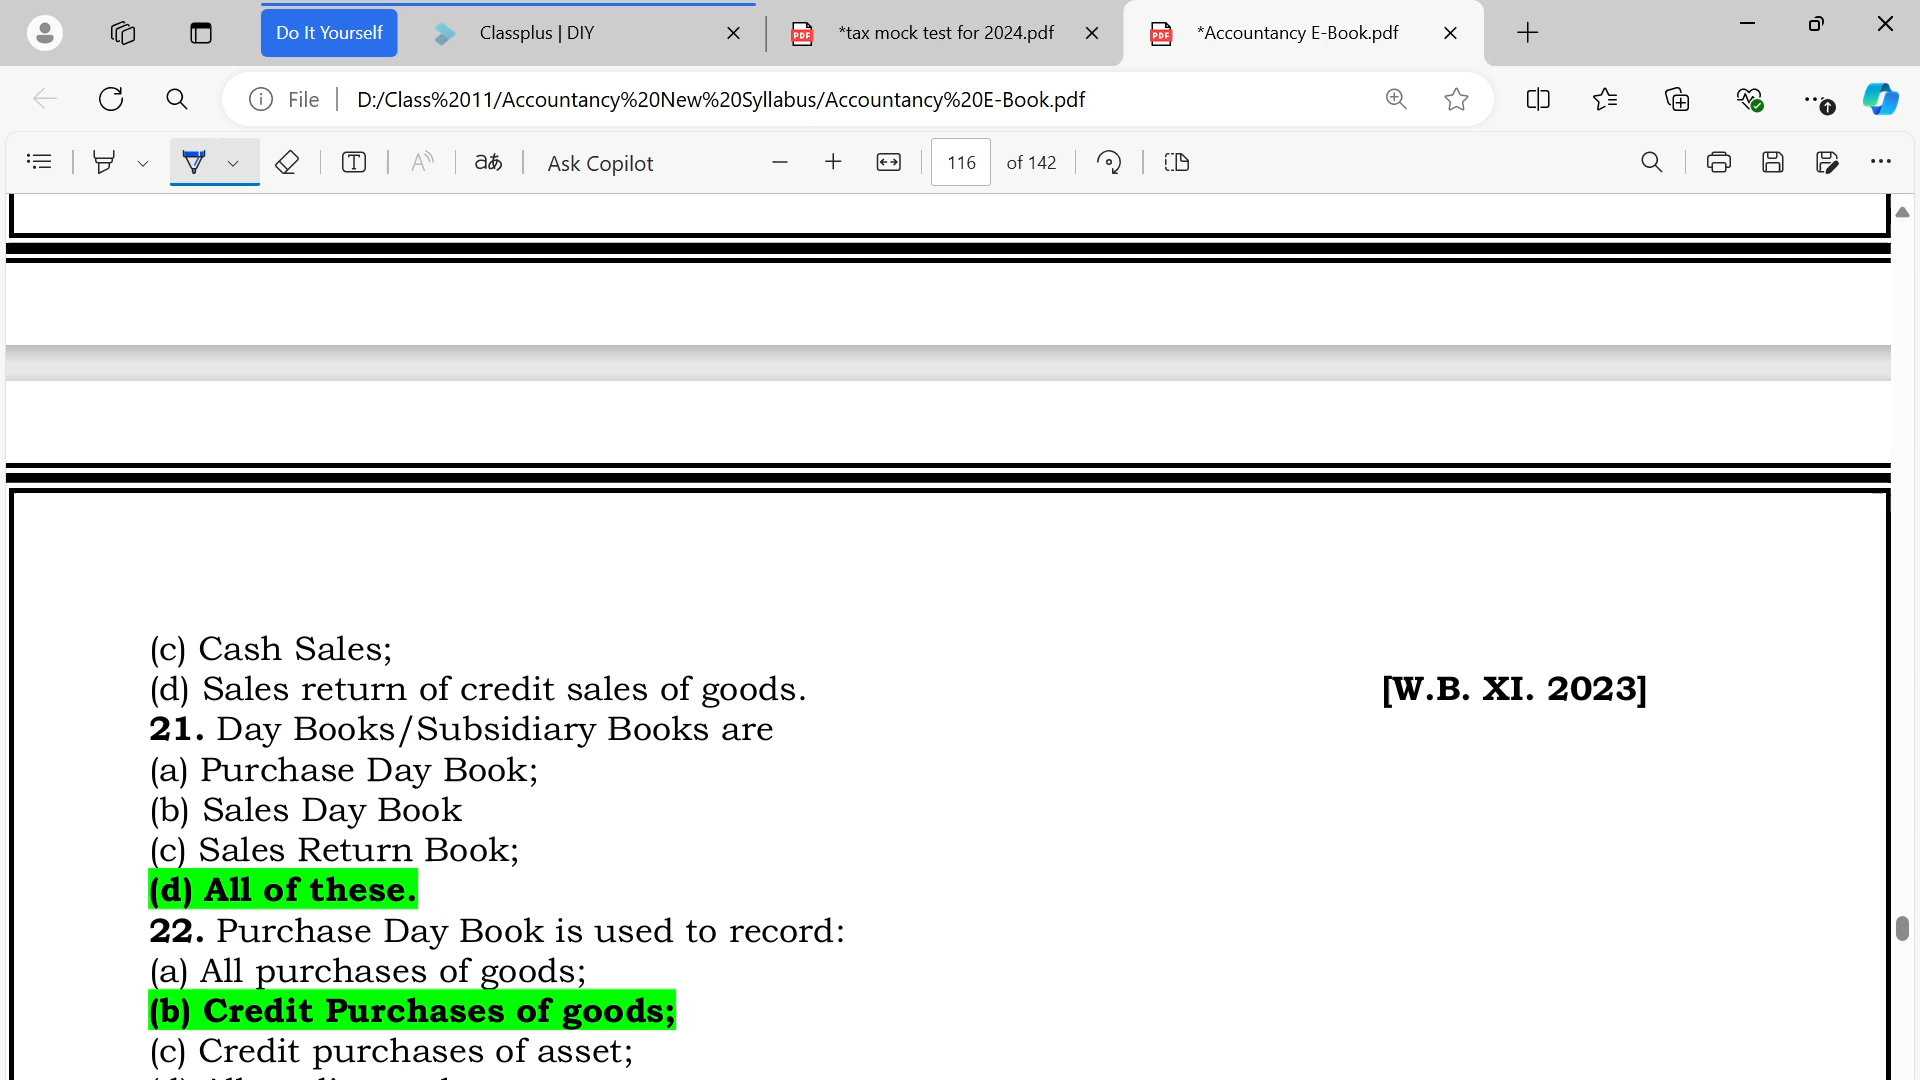 Do It Yourself
Classplus | DIY
*tax mock test for 2024.pdf
*Accountancy E-Book.pdf
File
D:/Class%2011/Accountancy%20New%20Syllabus/Accountancy%20E-Book.pdf
Ask Copilot
116 of 142
(c) Cash Sales;
(d) Sales return of credit sales of goods. [W.B. XI. 2023]
21. Day Books/Subsidiary Books are
(a) Purchase Day Book;
(b) Sales Day Book
(c) Sales Return Book;
(d) All of these.
22. Purchase Day Book is used to record:
(a) All purchases of goods;
(b) Credit Purchases of goods;
(c) Credit purchases of asset;